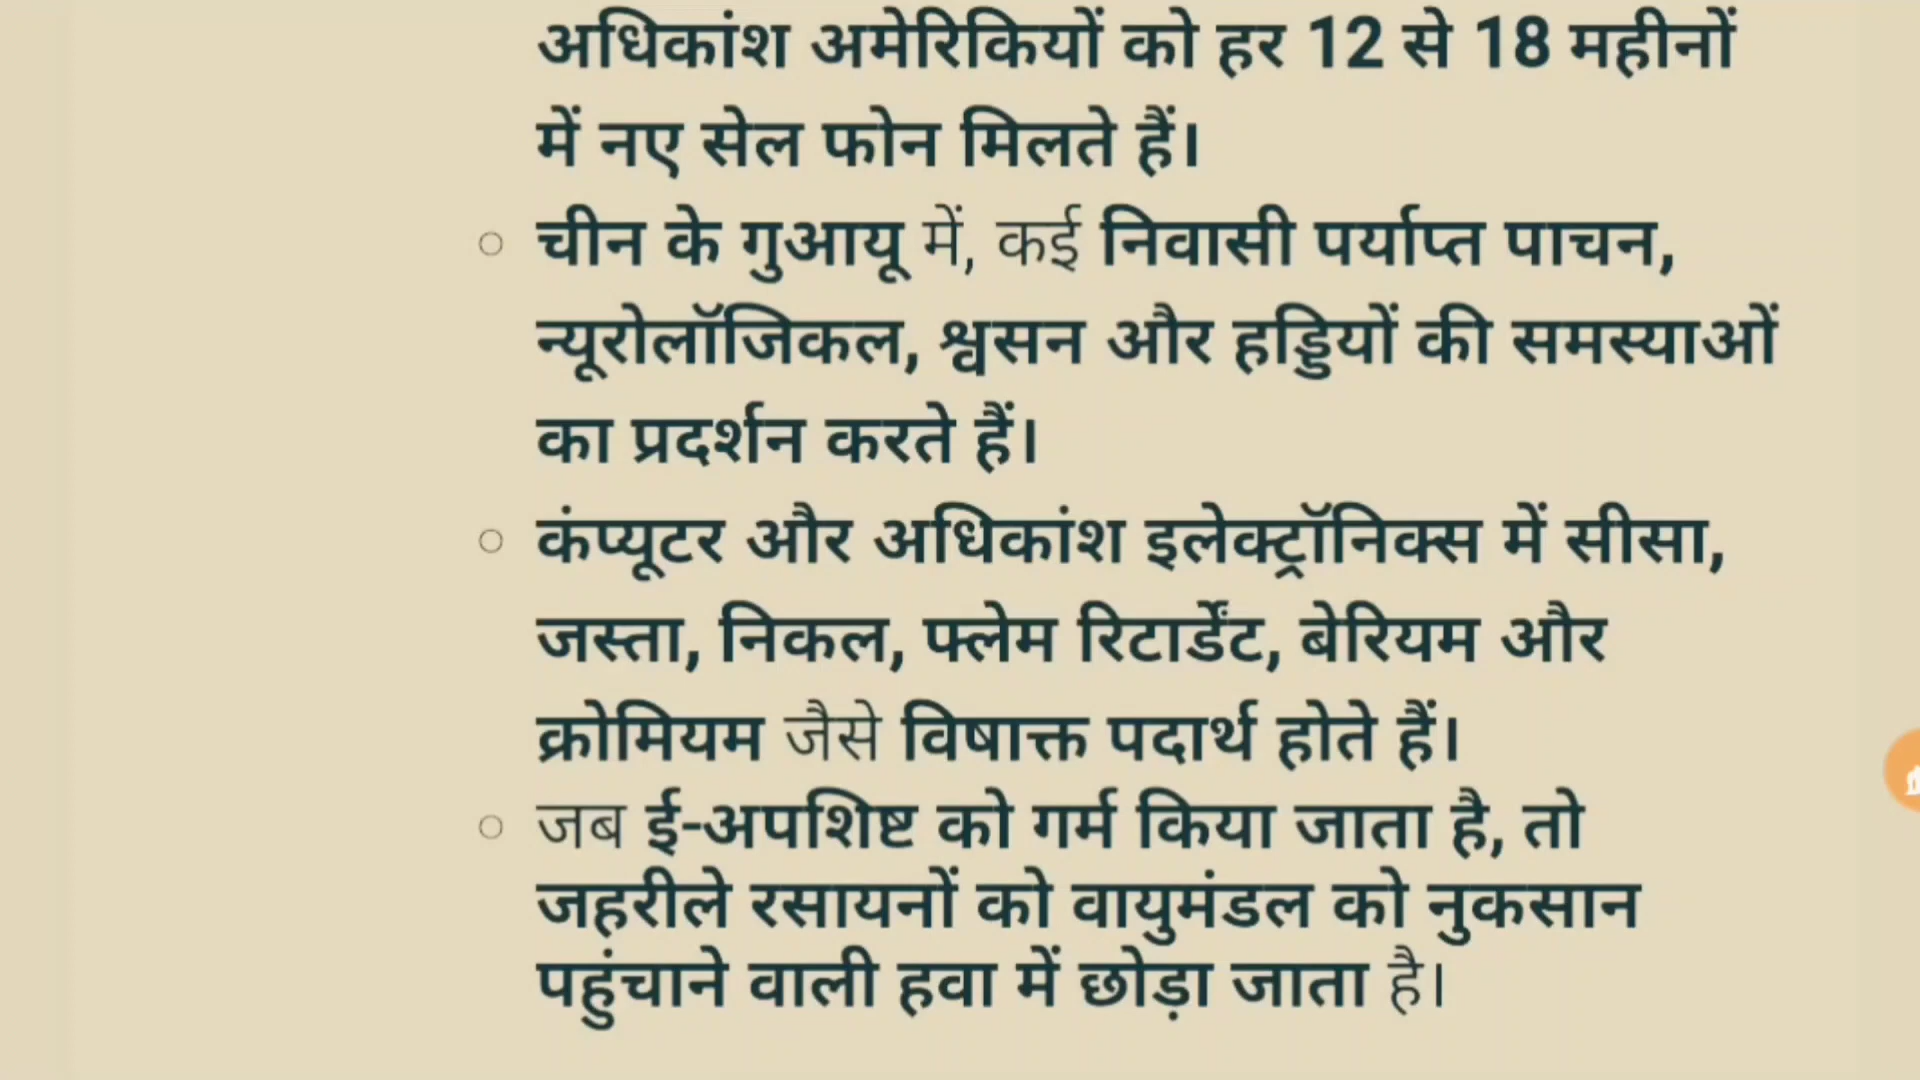 अधिकांश अमेरिकियों को हर 12 से 18 महीनों
में नए सेल फोन मिलते हैं।
चीन के गुआयू में, कई निवासी पर्याप्त पाचन,
न्यूरोलॉजिकल, श्वसन और हड्डियों की समस्याओं
का प्रदर्शन करते हैं।
कंप्यूटर और अधिकांश इलेक्ट्रॉनिक्स में सीसा,
जस्ता, निकल, फ्लेम रिटार्डेंट, बेरियम और
क्रोमियम जैसे विषाक्त पदार्थ होते हैं।
जब ई-अपशिष्ट को गर्म किया जाता है, तो
जहरीले रसायनों को वायुमंडल को नुकसान
पहुंचाने वाली हवा में छोड़ा जाता है।